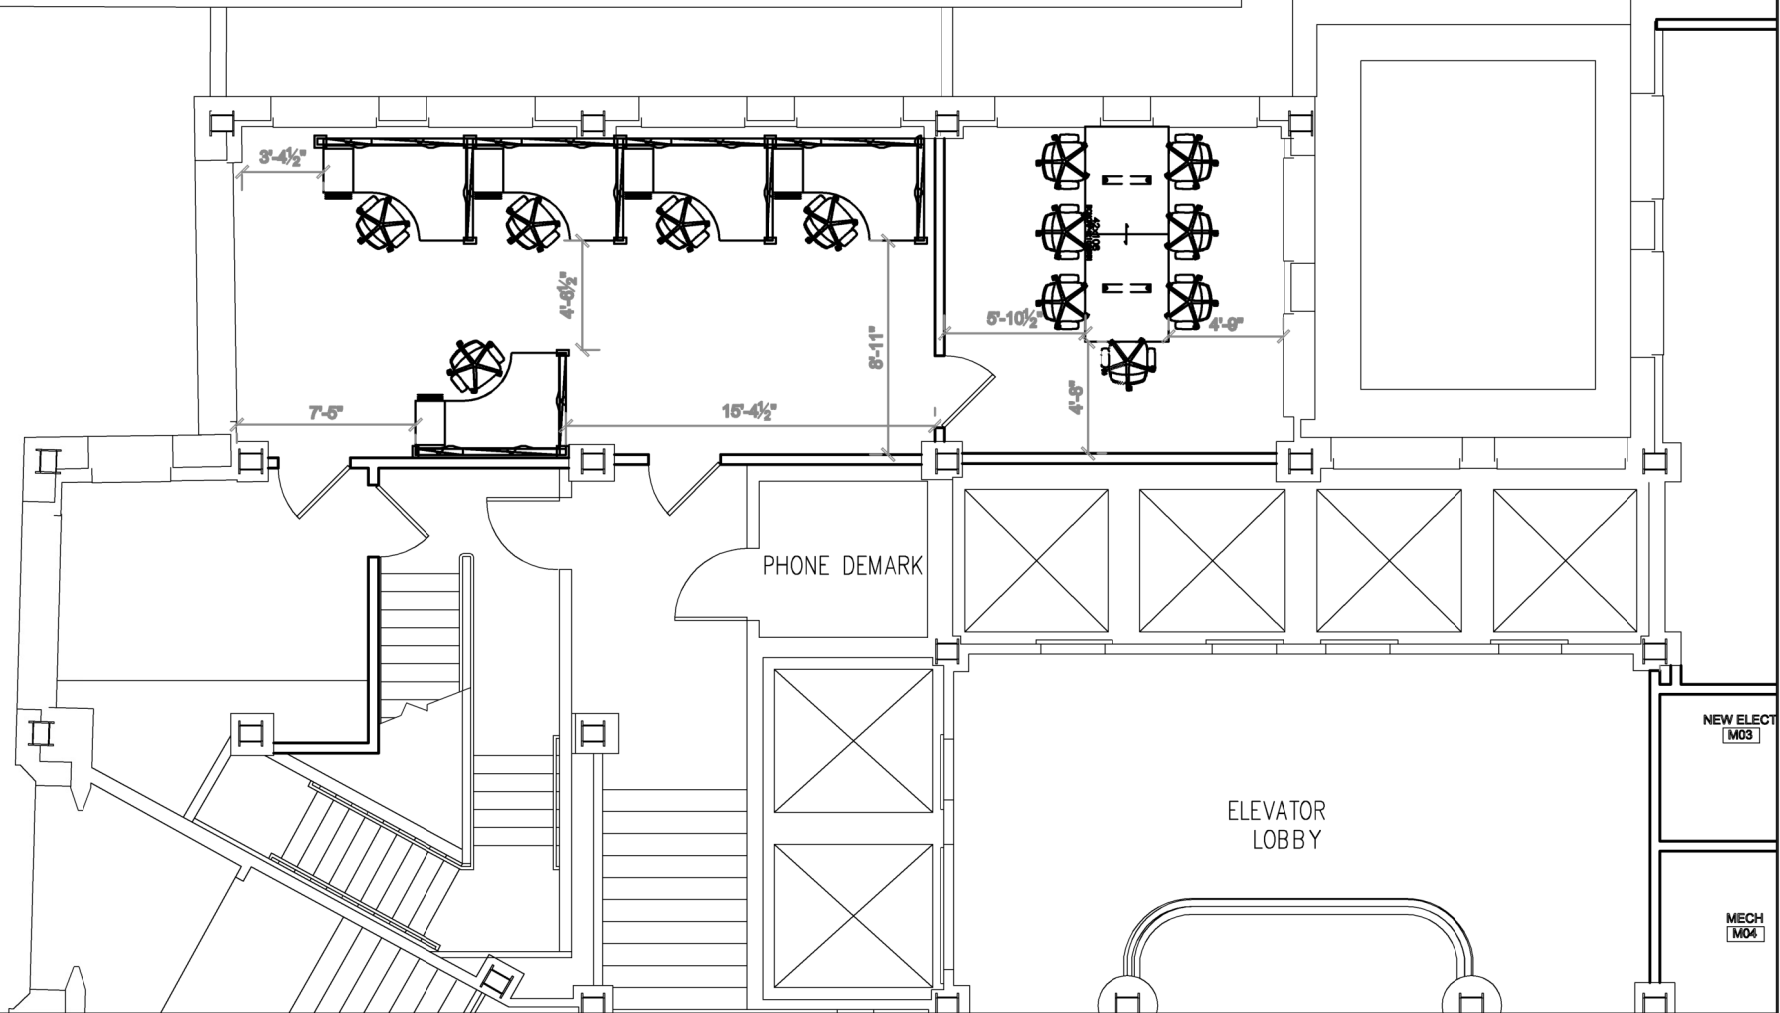 3'-4½"
4'-6½"
8'-11"
5'-10½"
4'-9"
4'-8"
7'-5"
15'-4½"
PHONE DEMARK
NEW ELECT
M03
ELEVATOR
LOBBY
MECH
M04